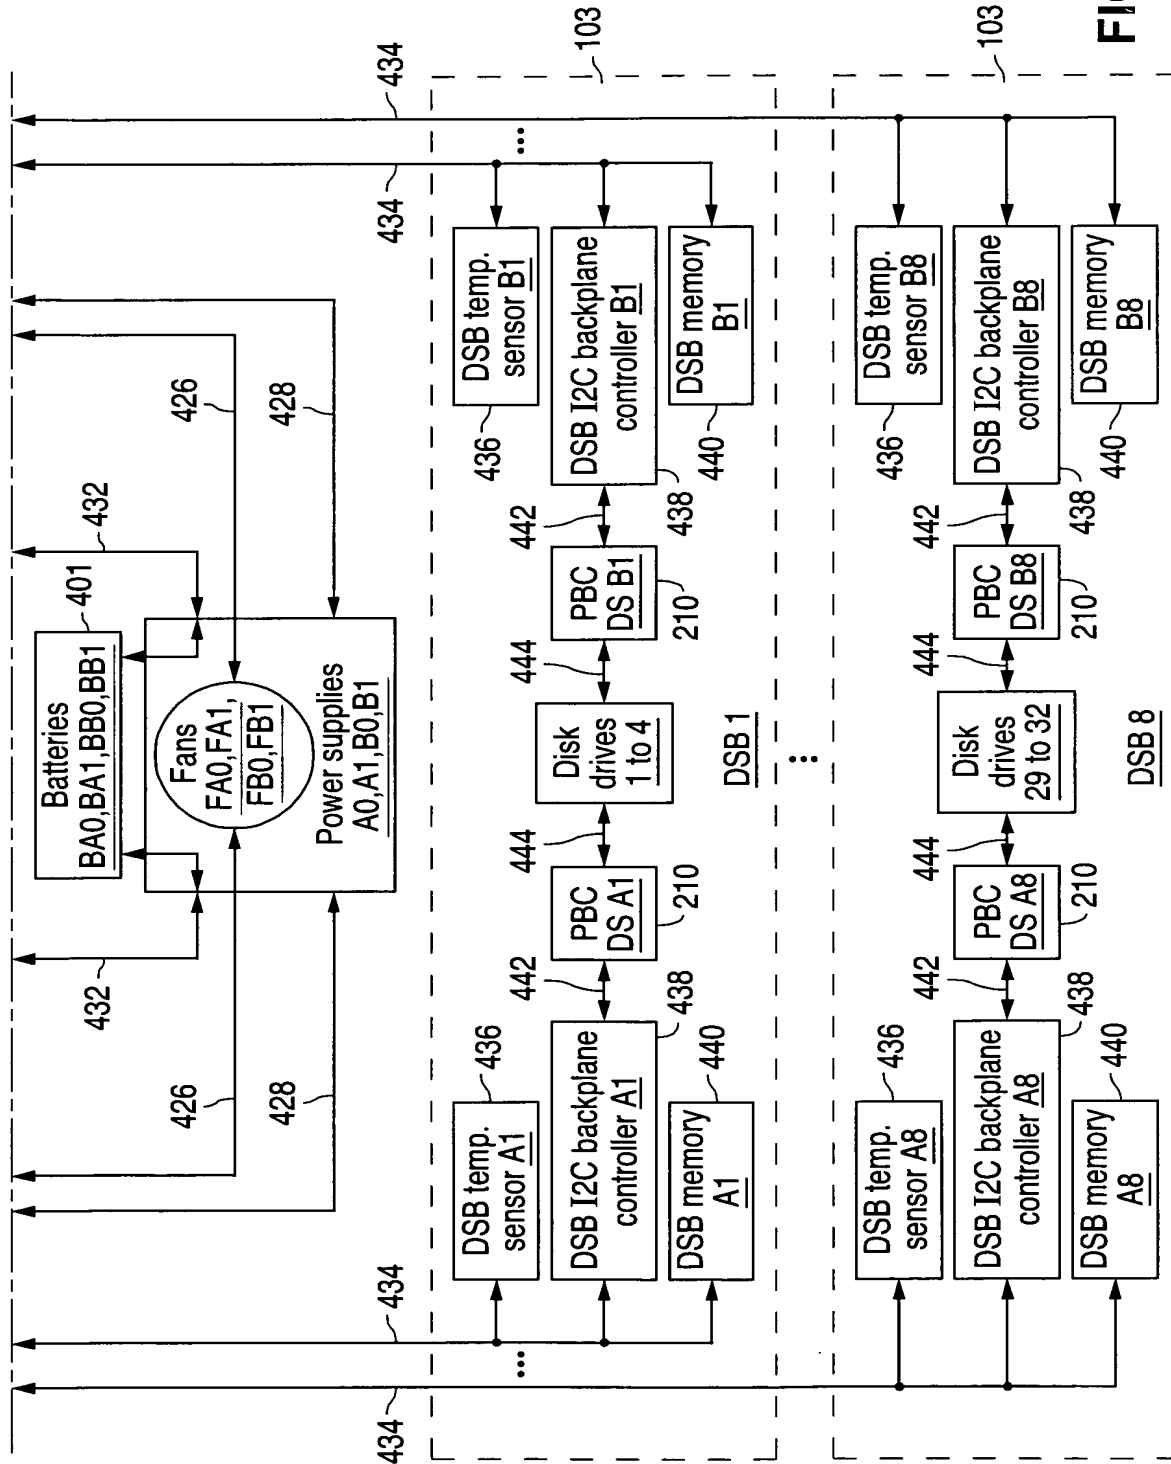 Batteries
BA0,BA1,BB0,BB1
401
432
432
Fans
FA0,FA1,
FB0,FB1
426
426
Power supplies
A0,A1,B0,B1
428
428
434
434
434
434
103
DSB temp.
sensor A1
436
DSB temp.
sensor B1
436
DSB I2C backplane
controller A1
438
442
PBC
DS A1
210
444
Disk
drives
1 to 4
444
PBC
DS B1
210
442
DSB I2C backplane
controller B1
438
DSB memory
A1
440
DSB memory
B1
440
DSB 1
103
DSB temp.
sensor A8
436
DSB temp.
sensor B8
436
DSB I2C backplane
controller A8
438
442
PBC
DS A8
210
444
Disk
drives
29 to 32
444
PBC
DS B8
210
442
DSB I2C backplane
controller B8
438
DSB memory
A8
440
DSB memory
B8
440
DSB 8